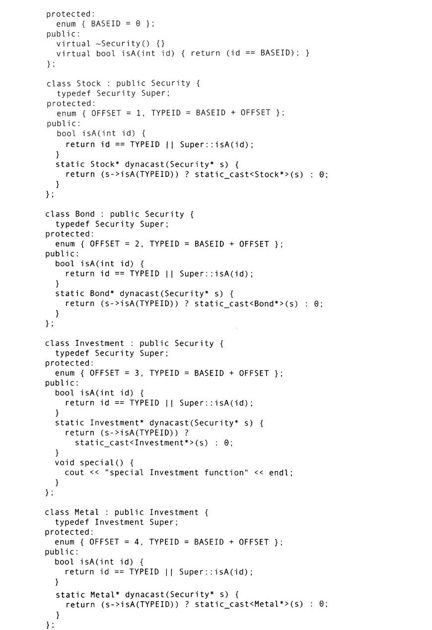 protected:
enum { BASEID = 0 };
public:
virtual ~Security() {}
virtual bool isA(int id) { return (id == BASEID); }
};
class Stock : public Security {
typedef Security Super;
protected:
enum { OFFSET = 1, TYPEID = BASEID + OFFSET };
public:
bool isA(int id) {
return id == TYPEID || Super::isA(id);
}
static Stock* dynacast(Security* s) {
return (s->isA(TYPEID)) ? static_cast<Stock*>(s) : 0;
}
};
class Bond : public Security {
typedef Security Super;
protected:
enum { OFFSET = 2, TYPEID = BASEID + OFFSET };
public:
bool isA(int id) {
return id == TYPEID || Super::isA(id);
}
static Bond* dynacast(Security* s) {
return (s->isA(TYPEID)) ? static_cast<Bond*>(s) : 0;
}
};
class Investment : public Security {
typedef Security Super;
protected:
enum { OFFSET = 3, TYPEID = BASEID + OFFSET };
public:
bool isA(int id) {
return id == TYPEID || Super::isA(id);
}
static Investment* dynacast(Security* s) {
return (s->isA(TYPEID)) ?
static_cast<Investment*>(s) : 0;
}
void special() {
cout << "special Investment function" << endl;
}
};
class Metal : public Investment {
typedef Investment Super;
protected:
enum { OFFSET = 4, TYPEID = BASEID + OFFSET };
public:
bool isA(int id) {
return id == TYPEID || Super::isA(id);
}
static Metal* dynacast(Security* s) {
return (s->isA(TYPEID)) ? static_cast<Metal*>(s) : 0;
}
};